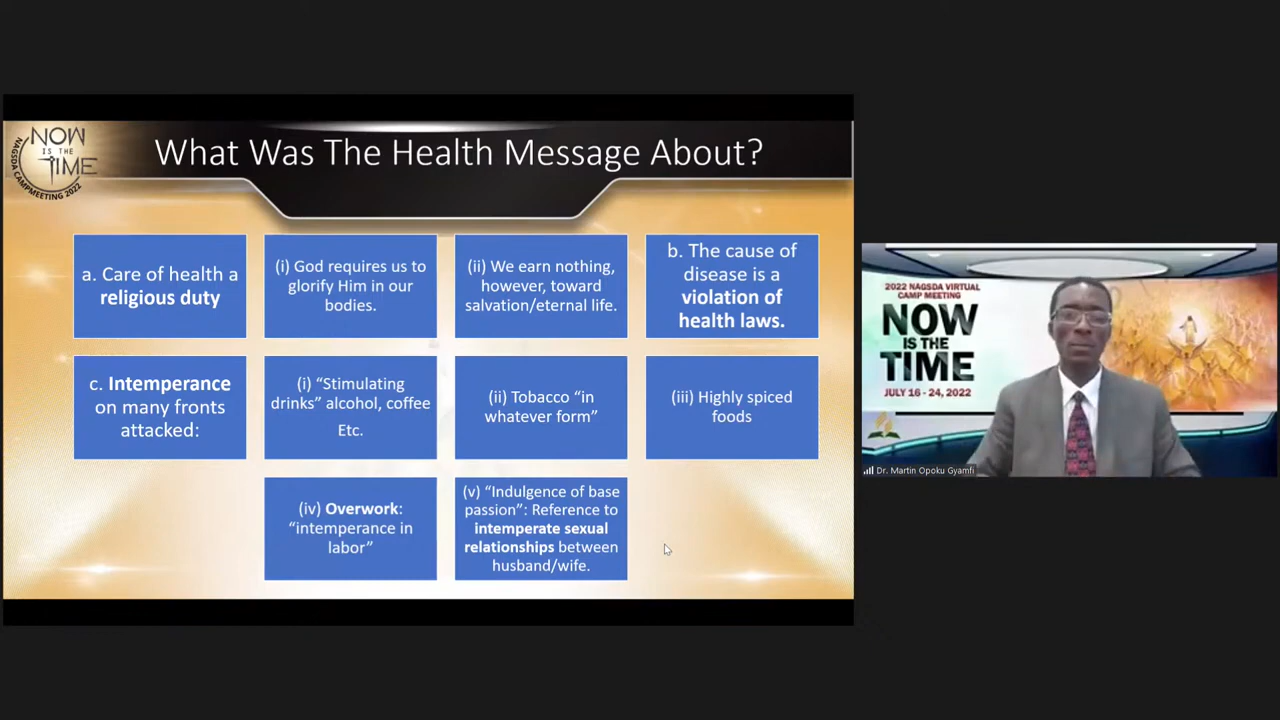 NOW
IS THE
TIME
NAGSDA CAMPMEETING 2022
What Was The Health Message About?
a. Care of health a
religious duty
(i) God requires us to
glorify Him in our
bodies.
(ii) We earn nothing,
however, toward
salvation/eternal life.
b. The cause of
disease is a
violation of
health laws.
c. Intemperance
on many fronts
attacked:
(i) “Stimulating
drinks” alcohol, coffee
Etc.
(ii) Tobacco “in
whatever form”
(iii) Highly spiced
foods
(iv) Overwork:
“intemperance in
labor”
(v) “Indulgence of base
passion”: Reference to
intemperate sexual
relationships between
husband/wife.
2022 NAGSDA VIRTUAL
CAMP MEETING
NOW
IS THE
TIME
JULY 16 - 24, 2022
Dr. Martin Opoku Gyamfi